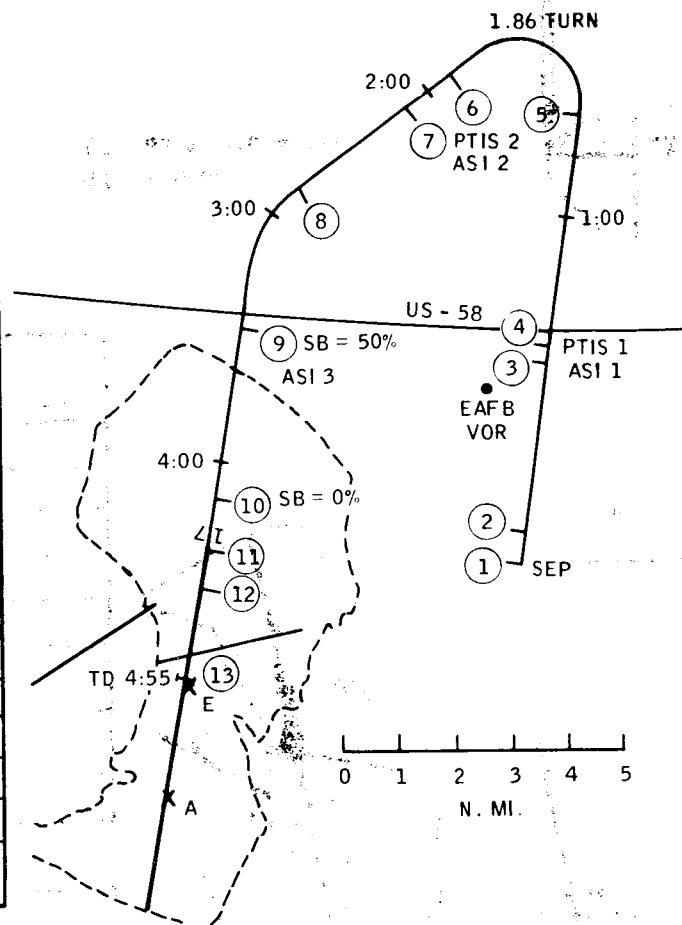 1.86 TURN
2:00
6
5
7
PTIS 2
ASI 2
3:00
8
1:00
US - 58
4
9
SB = 50%
ASI 3
PTIS 1
ASI 1
3
EAFB
VOR
4:00
10
SB = 0%
2
17
11
1
SEP
12
TD 4:55
13
E
A
0 1 2 3 4 5
N. MI.